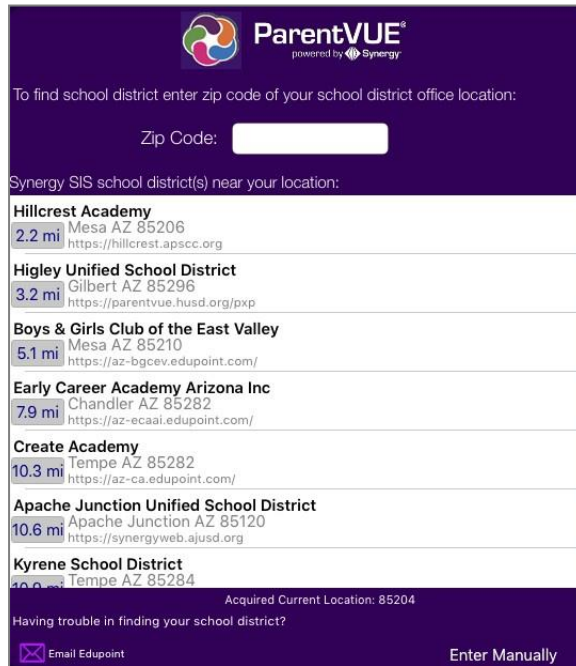 ParentVUE®
powered by Synergy
To find school district enter zip code of your school district office location:
Zip Code:
Synergy SIS school district(s) near your location:
Hillcrest Academy
2.2 mi Mesa AZ 85206
https://hillcrest.apscc.org
Higley Unified School District
3.2 mi Gilbert AZ 85296
https://parentvue.husd.org/pxp
Boys & Girls Club of the East Valley
5.1 mi Mesa AZ 85210
https://az-bgcev.edupoint.com/
Early Career Academy Arizona Inc
7.9 mi Chandler AZ 85282
https://az-ecaai.edupoint.com/
Create Academy
10.3 mi Tempe AZ 85282
https://az-ca.edupoint.com/
Apache Junction Unified School District
10.6 mi Apache Junction AZ 85120
https://synergyweb.ajusd.org
Kyrene School District
Tempe AZ 85284
Acquired Current Location: 85204
Having trouble in finding your school district?
Email Edupoint
Enter Manually